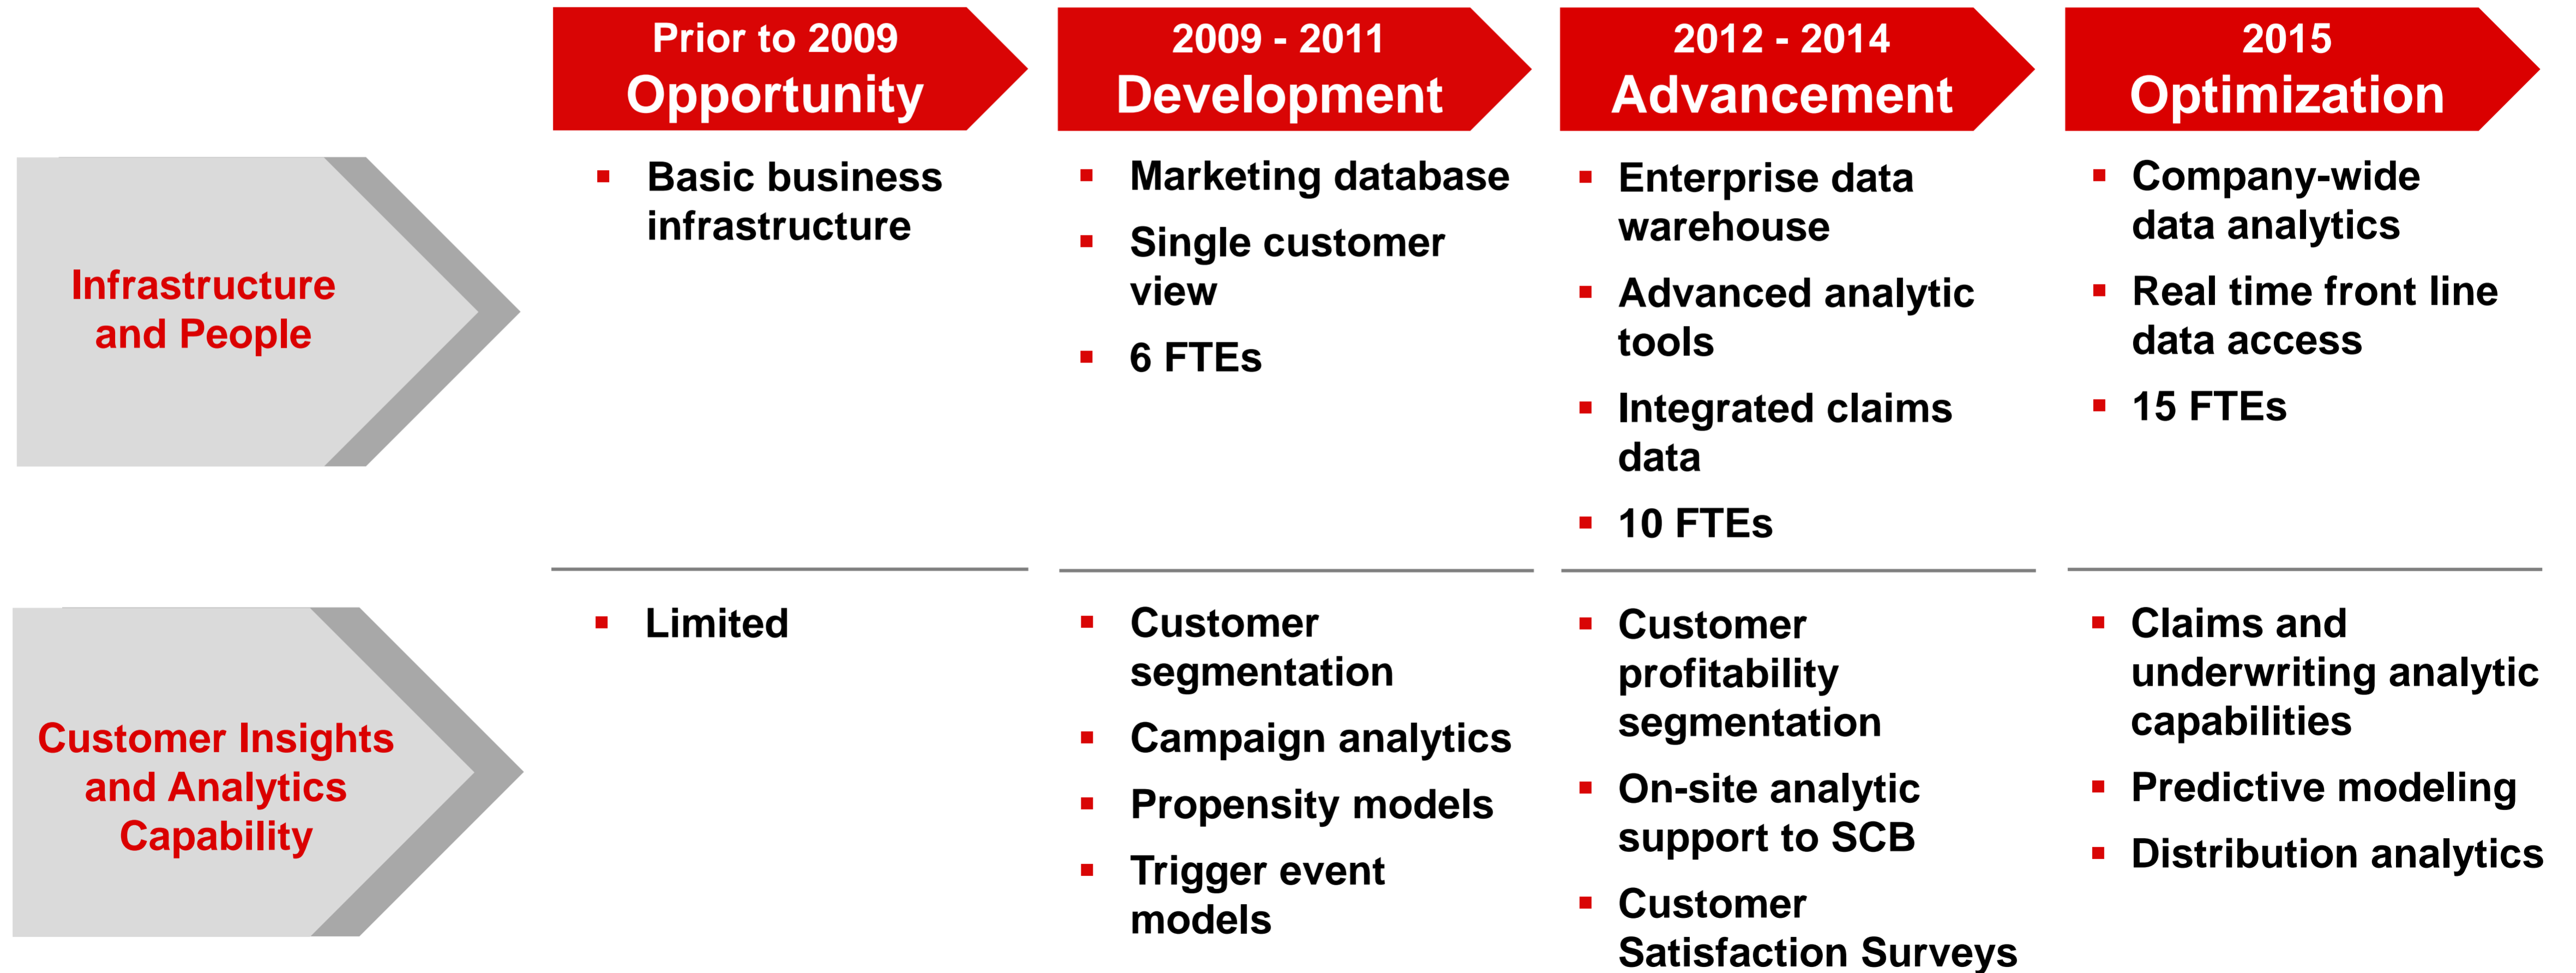 Prior to 2009
Opportunity
2009 - 2011
Development
2012 - 2014
Advancement
2015
Optimization
Infrastructure
and People
▪ Basic business
infrastructure
▪ Marketing database
▪ Single customer
view
▪ 6 FTEs
▪ Enterprise data
warehouse
▪ Advanced analytic
tools
▪ Integrated claims
data
▪ 10 FTEs
▪ Company-wide
data analytics
▪ Real time front line
data access
▪ 15 FTEs
Customer Insights
and Analytics
Capability
▪ Limited
▪ Customer
segmentation
▪ Campaign analytics
▪ Propensity models
▪ Trigger event
models
▪ Customer
profitability
segmentation
▪ On-site analytic
support to SCB
▪ Customer
Satisfaction Surveys
▪ Claims and
underwriting analytic
capabilities
▪ Predictive modeling
▪ Distribution analytics